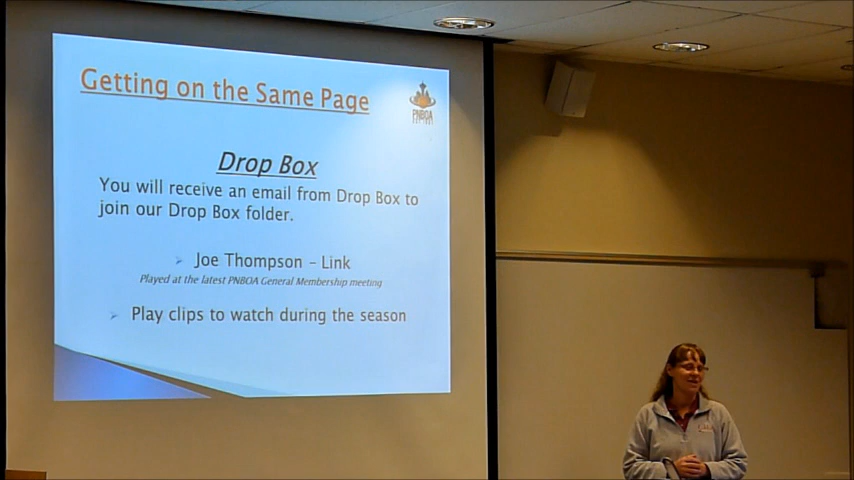 Getting on the Same Page
PNBOA
Drop Box
You will receive an email from Drop Box to
join our Drop Box folder.
➢ Joe Thompson – Link
Played at the latest PNBOA General Membership meeting
➢ Play clips to watch during the season